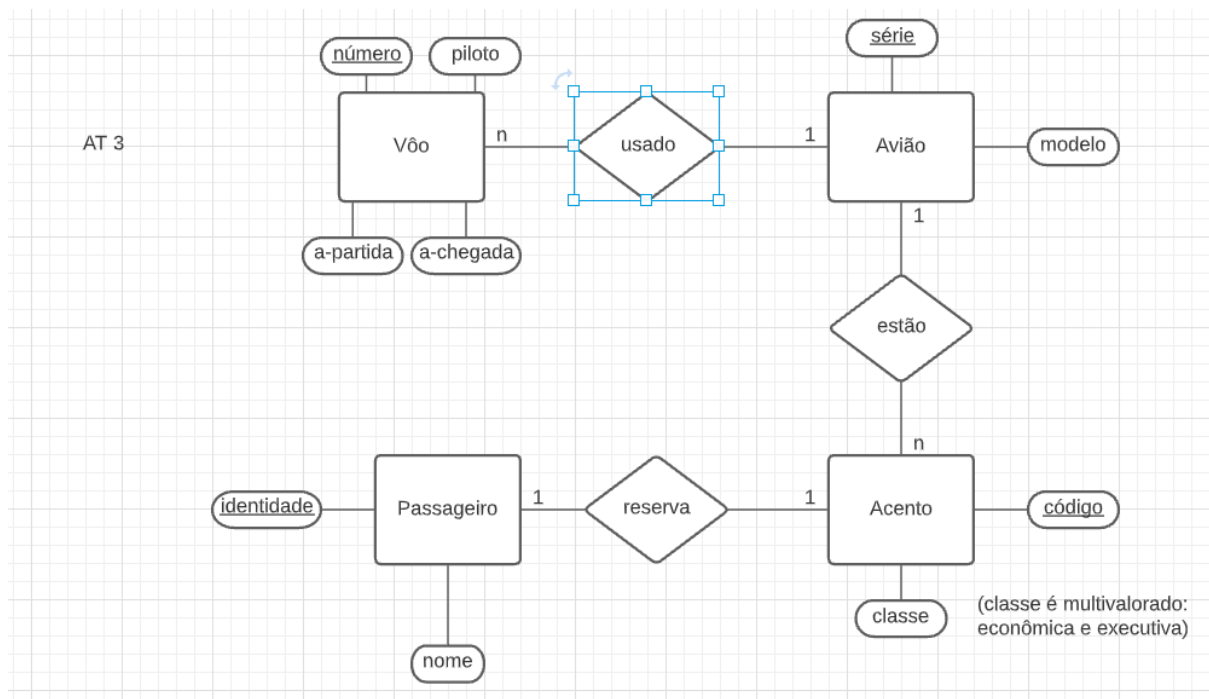 série
número
piloto
AT 3
Vôo
n
usado
1
Avião
modelo
1
a-partida
a-chegada
estão
n
identidade
Passageiro
1
reserva
1
Acento
código
classe
(classe é multivalorado:
econômica e executiva)
nome